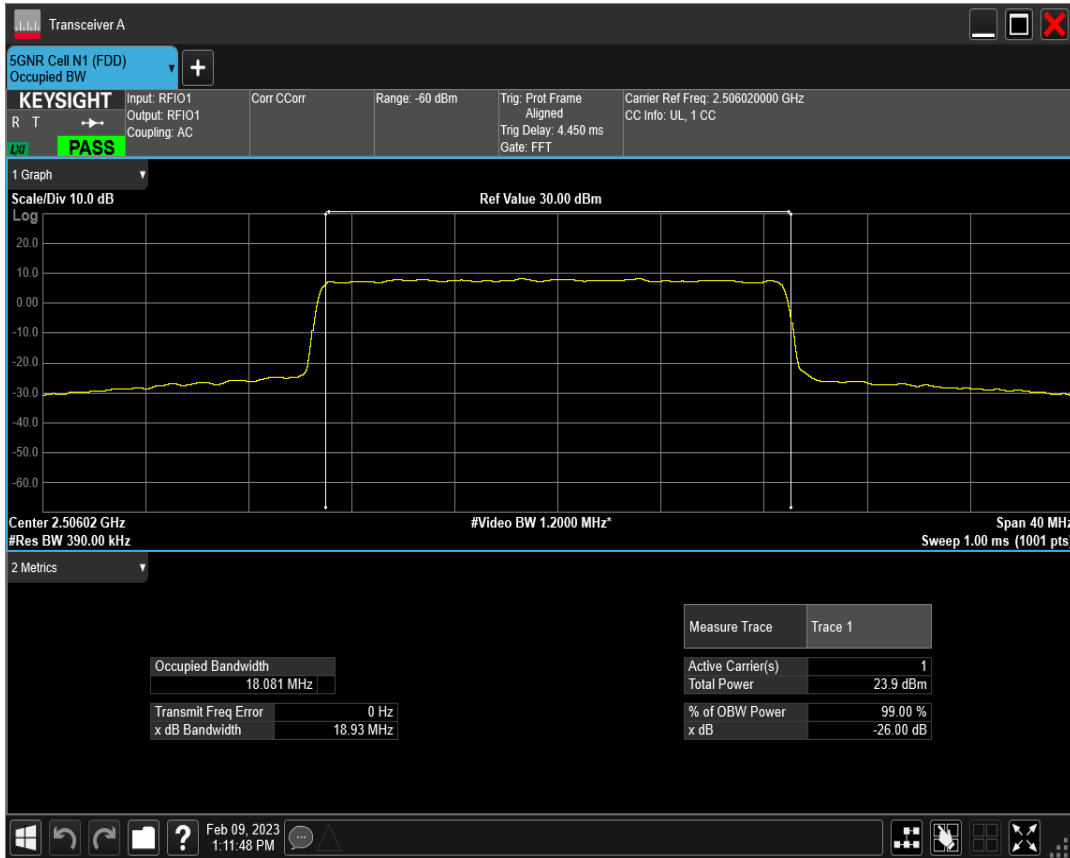 Transceiver A
5GNR Cell N1 (FDD)
Occupied BW
+
KEYSIGHT
R T
LXI
PASS
Input: RFIO1
Output: RFIO1
Coupling: AC
Corr CCorr
Range: -60 dBm
Trig: Prot Frame
Aligned
Trig Delay: 4.450 ms
Gate: FFT
Carrier Ref Freq: 2.506020000 GHz
CC Info: UL, 1 CC
1 Graph
Scale/Div 10.0 dB
Ref Value 30.00 dBm
Log
20.0
10.0
0.00
-10.0
-20.0
-30.0
-40.0
-50.0
-60.0
Center 2.50602 GHz
#Video BW 1.2000 MHz*
Span 40 MHz
#Res BW 390.00 kHz
Sweep 1.00 ms (1001 pts)
2 Metrics
Measure Trace Trace 1
Occupied Bandwidth
18.081 MHz
Active Carrier(s) 1
Total Power 23.9 dBm
Transmit Freq Error 0 Hz
x dB Bandwidth 18.93 MHz
% of OBW Power 99.00 %
x dB -26.00 dB
?
Feb 09, 2023
1:11:48 PM